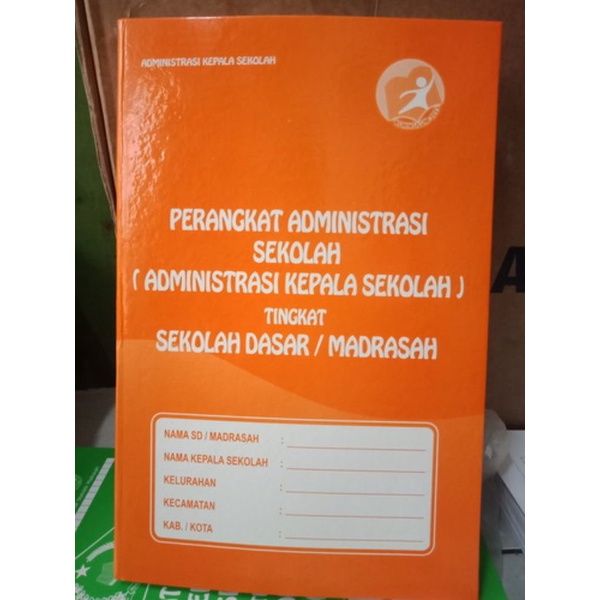 ADMINISTRASI KEPALA SEKOLAH
PERANGKAT ADMINISTRASI
SEKOLAH
( ADMINISTRASI KEPALA SEKOLAH )
TINGKAT
SEKOLAH DASAR / MADRASAH
NAMA SD / MADRASAH :
NAMA KEPALA SEKOLAH :
KELURAHAN :
KECAMATAN :
KAB. / KOTA :